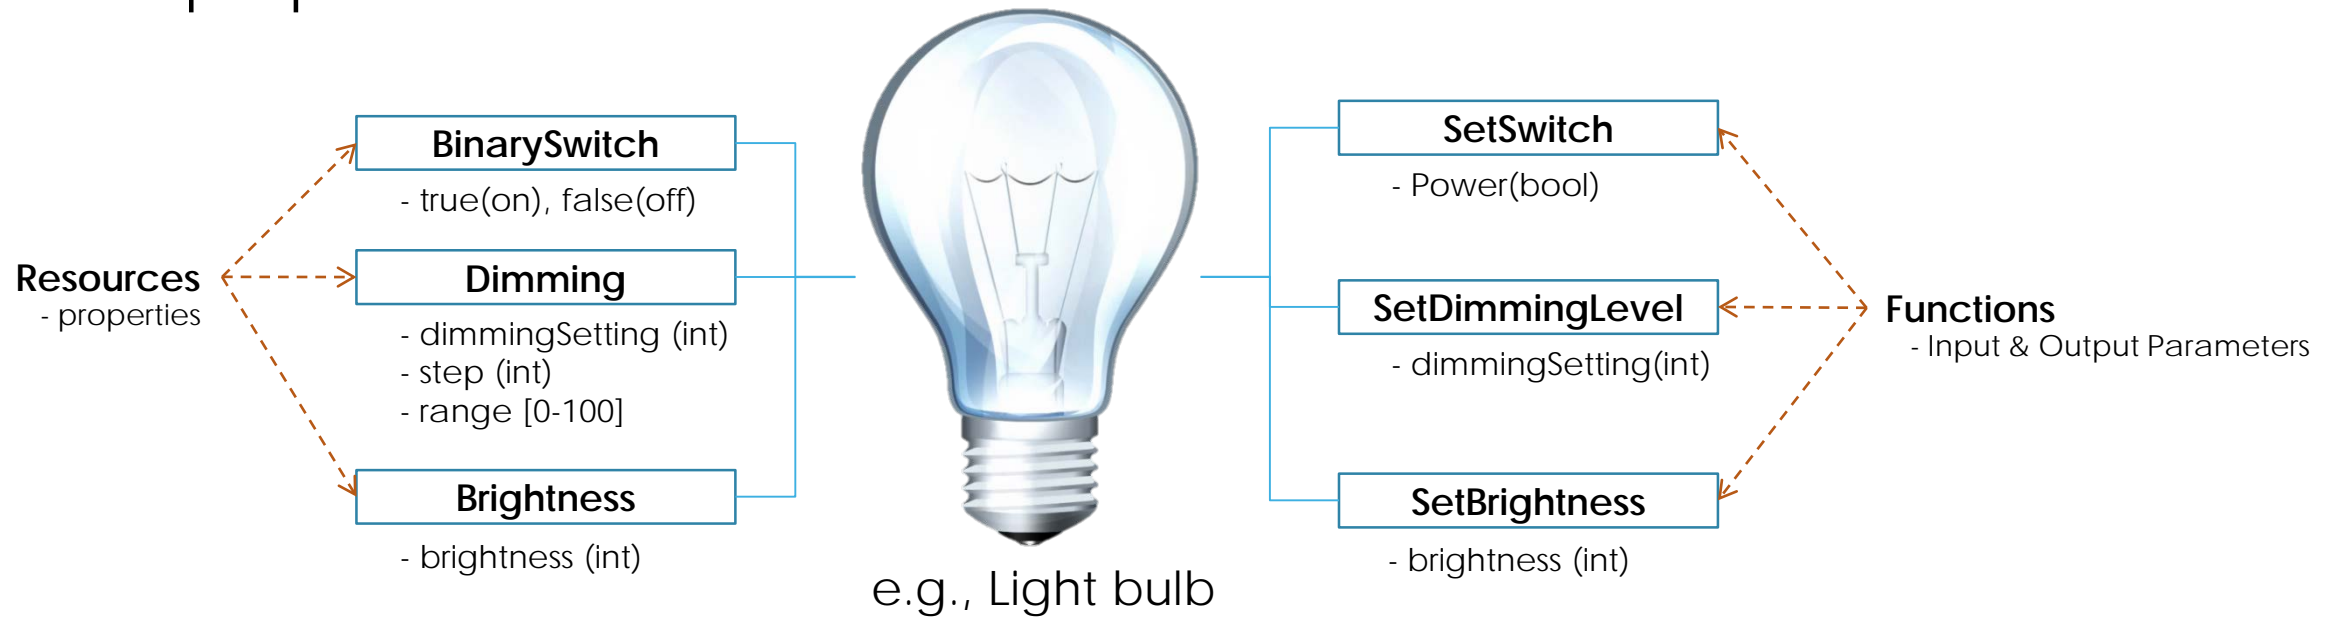 Resources
- properties
BinarySwitch
- true(on), false(off)
Dimming
- dimmingSetting (int)
- step (int)
- range [0-100]
Brightness
- brightness (int)
e.g., Light bulb
SetSwitch
- Power(bool)
SetDimmingLevel
- dimmingSetting(int)
SetBrightness
- brightness (int)
Functions
- Input & Output Parameters